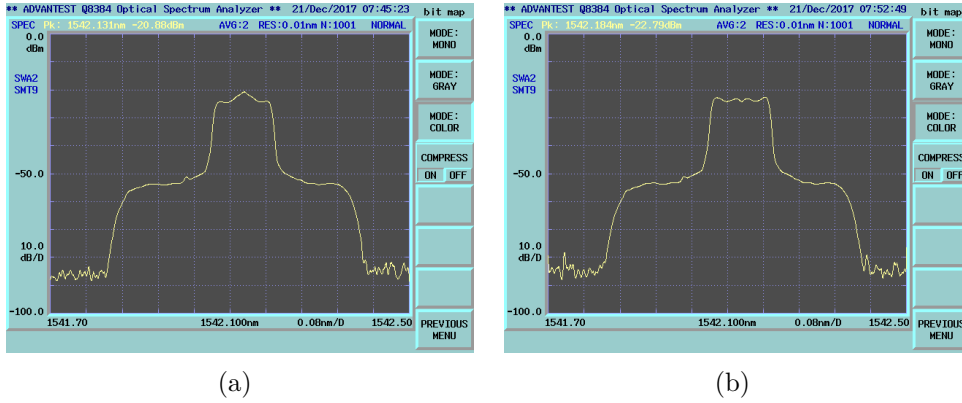 ** ADVANTEST Q8384 Optical Spectrum Analyzer ** 21/Dec/2017 07:45:23 bit map
SPEC Pk: 1542.131nm -20.88dBm AVG:2 RES:0.01nm N:1001 NORMAL
0.0
dBm
SWA2
SMT9
-50.0
10.0
dB/D
-100.0
1541.70 1542.100nm 0.08nm/D 1542.50
MODE:
MONO
MODE:
GRAY
MODE:
COLOR
COMPRESS
ON OFF
PREVIOUS
MENU
(a)
** ADVANTEST Q8384 Optical Spectrum Analyzer ** 21/Dec/2017 07:52:49 bit map
SPEC Pk: 1542.184nm -22.79dBm AVG:2 RES:0.01nm N:1001 NORMAL
0.0
dBm
SWA2
SMT9
-50.0
10.0
dB/D
-100.0
1541.70 1542.100nm 0.08nm/D 1542.50
MODE:
MONO
MODE:
GRAY
MODE:
COLOR
COMPRESS
ON OFF
PREVIOUS
MENU
(b)